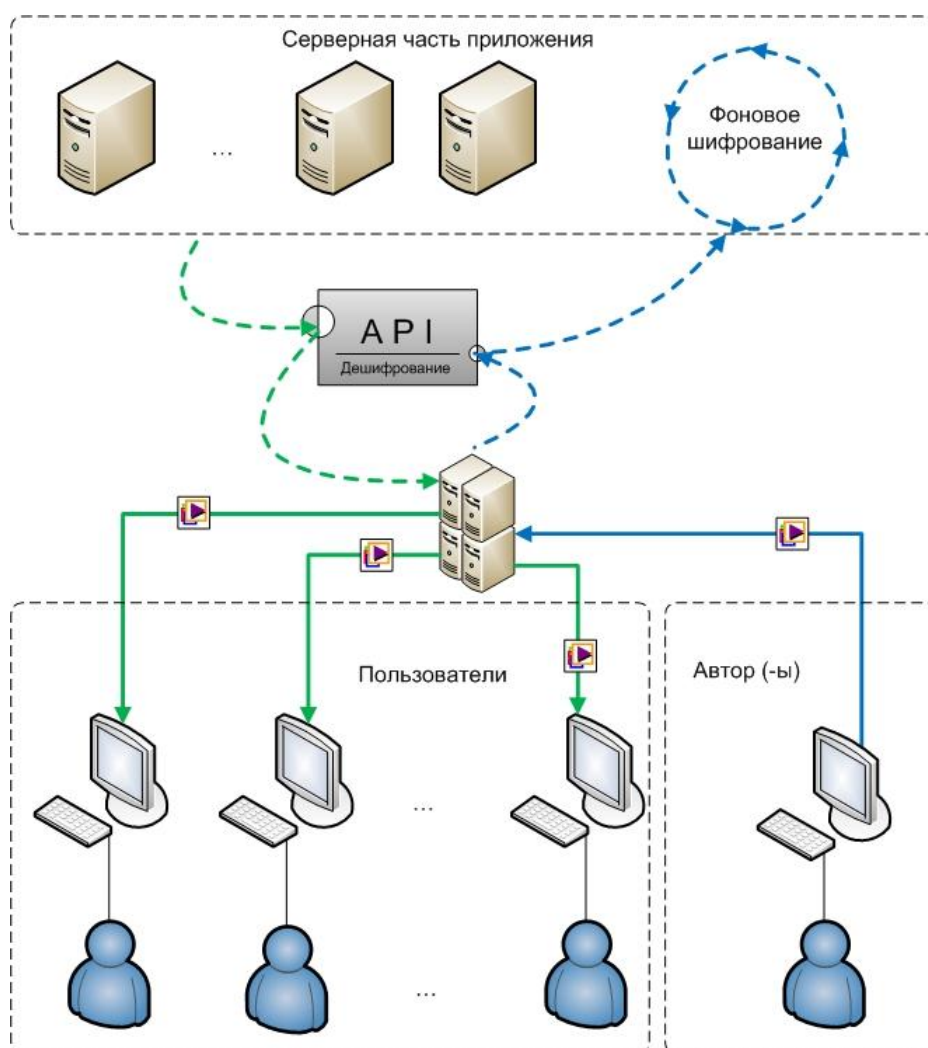 Серверная часть приложения
Фоновое
шифрование
...
API
Дешифрование
Пользователи
Автор (-ы)
...
...